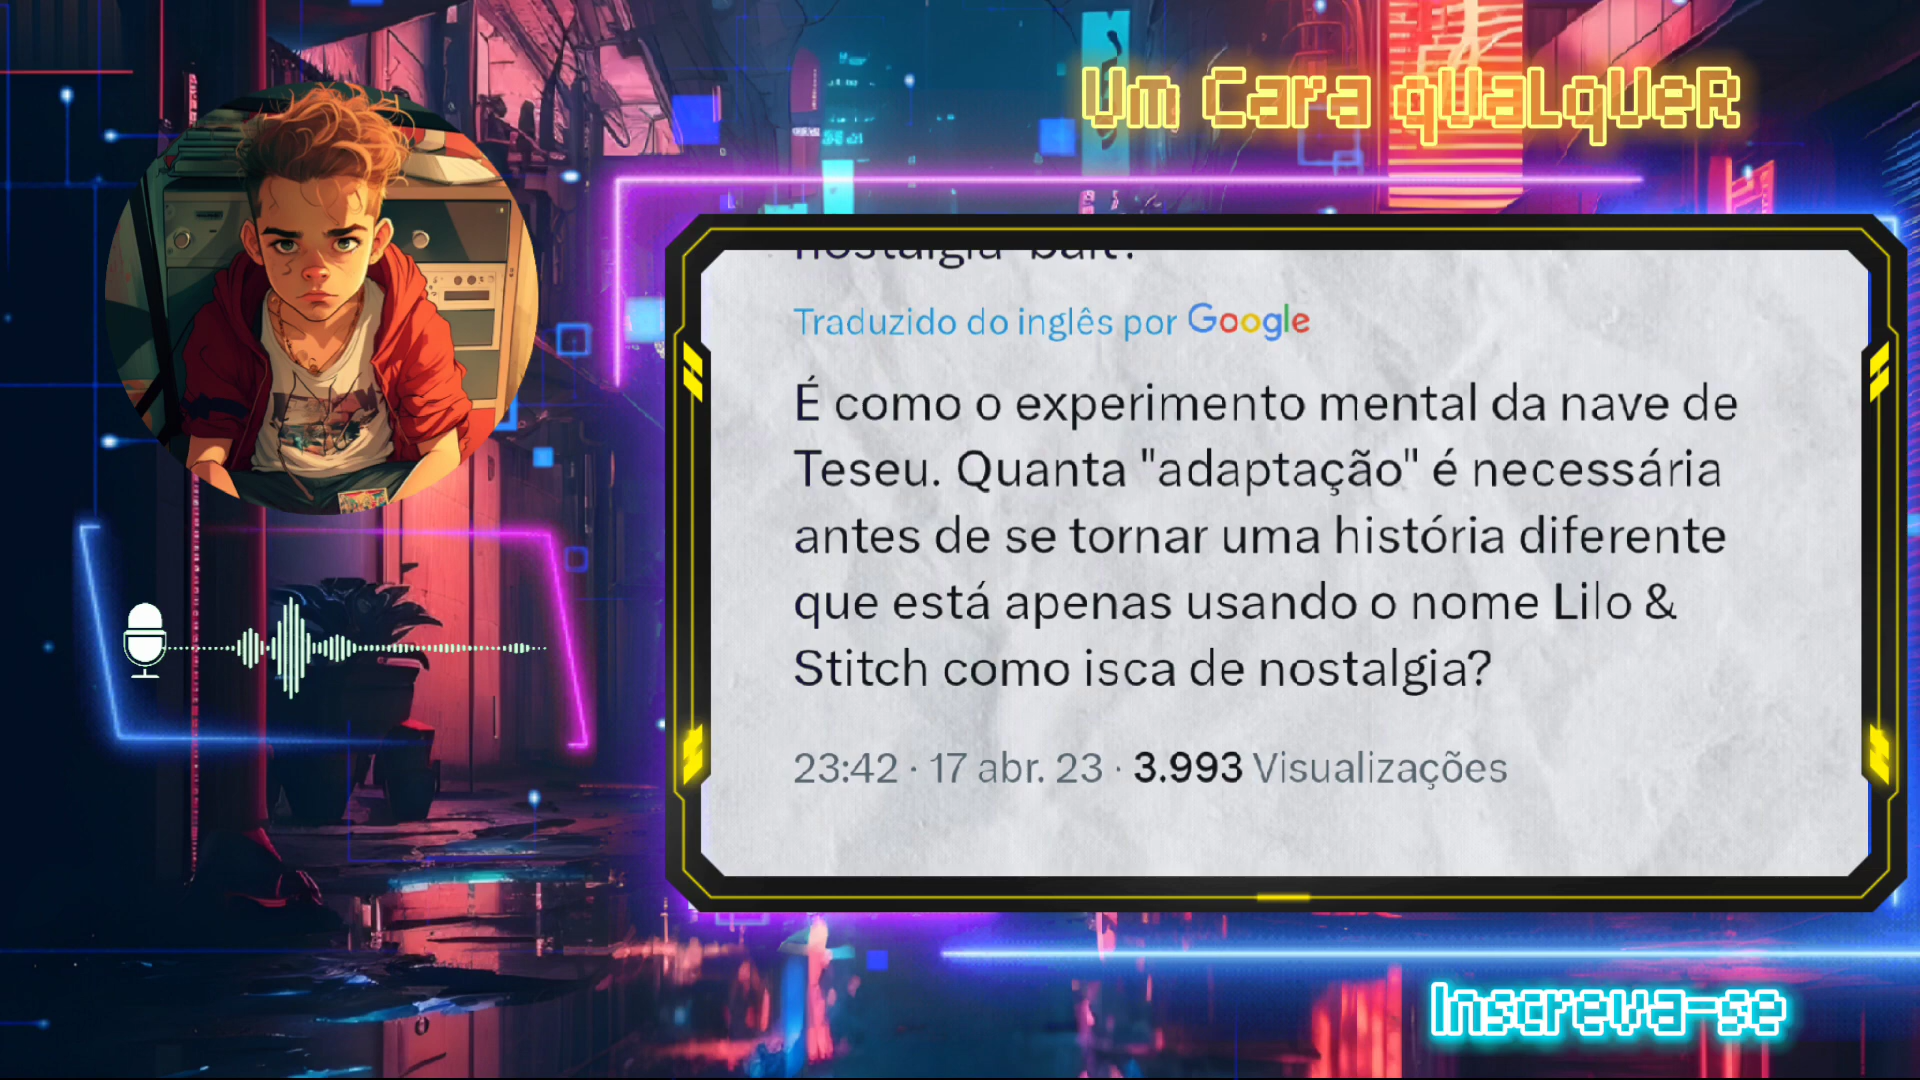 Um Cara qUaLqUeR
nostalgia bait?
Traduzido do inglês por Google
É como o experimento mental da nave de
Teseu. Quanta "adaptação" é necessária
antes de se tornar uma história diferente
que está apenas usando o nome Lilo &
Stitch como isca de nostalgia?
23:42 · 17 abr. 23 · 3.993 Visualizações
Inscreva-se